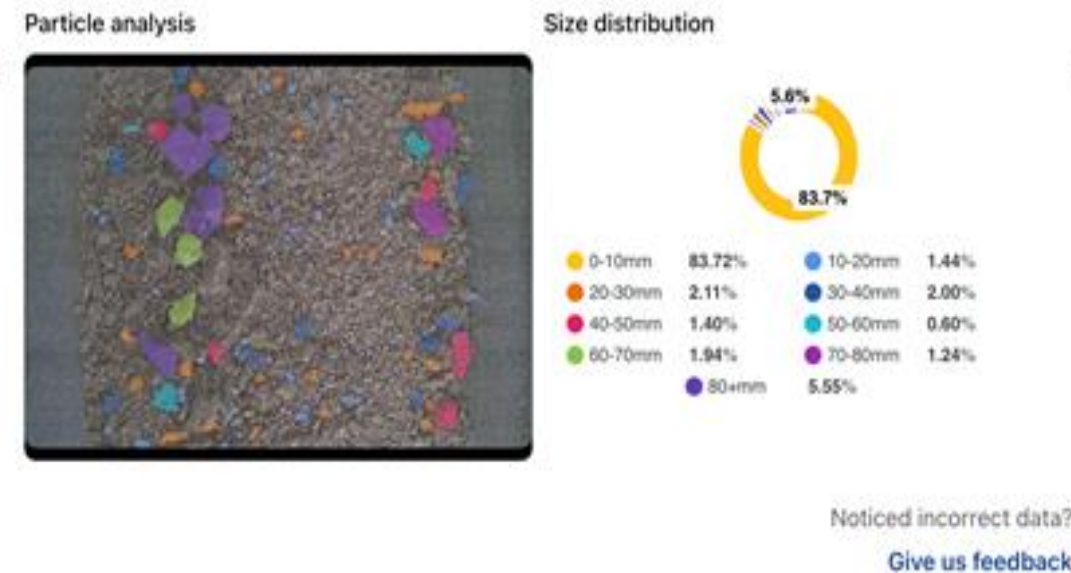 Particle analysis
Size distribution
5.6%
83.7%
0-10mm 83.72% 10-20mm 1.44%
20-30mm 2.11% 30-40mm 2.00%
40-50mm 1.40% 50-60mm 0.60%
60-70mm 1.94% 70-80mm 1.24%
80+mm 5.55%
Noticed incorrect data?
Give us feedback